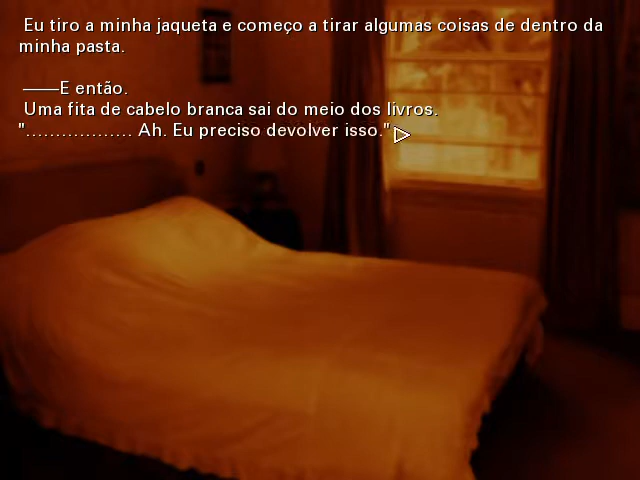 Eu tiro a minha jaqueta e começo a tirar algumas coisas de dentro da
minha pasta.
——E então.
Uma fita de cabelo branca sai do meio dos livros.
"……………… Ah. Eu preciso devolver isso."